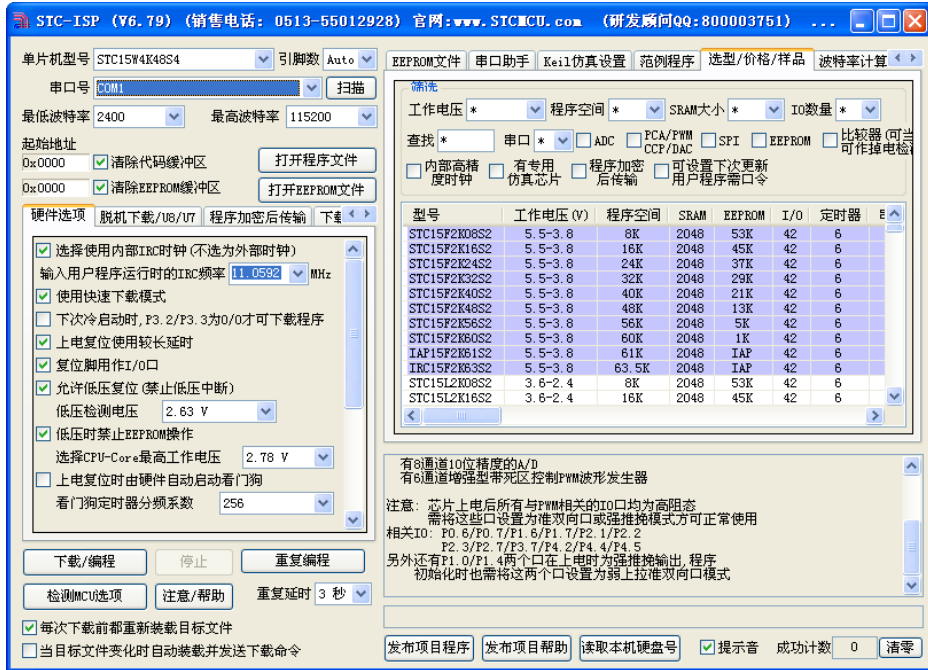 STC-ISP (V6.79) (销售电话: 0513-55012928) 官网:www.STCMCU.com (研发顾问QQ:800003751) ...
单片机型号 STC15W4K48S4 引脚数 Auto
串口号 COM1 扫描
最低波特率 2400 最高波特率 115200
起始地址
0x0000 清除代码缓冲区 打开程序文件
0x0000 清除EEPROM缓冲区 打开EEPROM文件
硬件选项 脱机下载/U8/U7 程序加密后传输
选择使用内部IRC时钟(不选为外部时钟)
输入用户程序运行时的IRC频率 11.0592 MHz
使用快速下载模式
下次冷启动时,P3.2/P3.3为0/0才可下载程序
上电复位使用较长延时
复位脚用作I/O口
允许低压复位(禁止低压中断)
低压检测电压 2.63 V
低压时禁止EEPROM操作
选择CPU-Core最高工作电压 2.78 V
上电复位时由硬件自动启动看门狗
看门狗定时器分频系数 256
下载/编程 停止 重复编程
检测MCU选项 注意/帮助 重复延时 3 秒
每次下载前都重新装载目标文件
当目标文件变化时自动装载并发送下载命令
EEPROM文件 串口助手 Keil仿真设置 范例程序 选型/价格/样品 波特率计算
筛选
工作电压 * 程序空间 * SRAM大小 * IO数量 *
查找 * 串口 * ADC PCA/PWM SPI EEPROM 比较器(可当
CCP/DAC 可作掉电检
内部高精 有专用 程序加密 可设置下次更新
度时钟 仿真芯片 后传输 用户程序需口令
型号 工作电压(V) 程序空间 SRAM EEPROM I/O 定时器
STC15F2K08S2 5.5-3.8 8K 2048 53K 42 6
STC15F2K16S2 5.5-3.8 16K 2048 45K 42 6
STC15F2K24S2 5.5-3.8 24K 2048 37K 42 6
STC15F2K32S2 5.5-3.8 32K 2048 29K 42 6
STC15F2K40S2 5.5-3.8 40K 2048 21K 42 6
STC15F2K48S2 5.5-3.8 48K 2048 13K 42 6
STC15F2K56S2 5.5-3.8 56K 2048 5K 42 6
STC15F2K60S2 5.5-3.8 60K 2048 1K 42 6
IAP15F2K61S2 5.5-3.8 61K 2048 IAP 42 6
IRC15F2K63S2 5.5-3.8 63.5K 2048 IAP 42 6
STC15L2K08S2 3.6-2.4 8K 2048 53K 42 6
STC15L2K16S2 3.6-2.4 16K 2048 45K 42 6
有8通道10位精度的A/D
有6通道增强型带死区控制PWM波形发生器
注意: 芯片上电后所有与PWM相关的IO口均为高阻态
需将这些口设置为准双向口或强推挽模式方可正常使用
相关IO: P0.6/P0.7/P1.6/P1.7/P2.1/P2.2
P2.3/P2.7/P3.7/P4.2/P4.4/P4.5
另外还有P1.0/P1.4两个口在上电时为强推挽输出,程序
初始化时也需将这两个口设置为弱上拉准双向口模式
发布项目程序 发布项目帮助 读取本机硬盘号 提示音 成功计数 0 清零